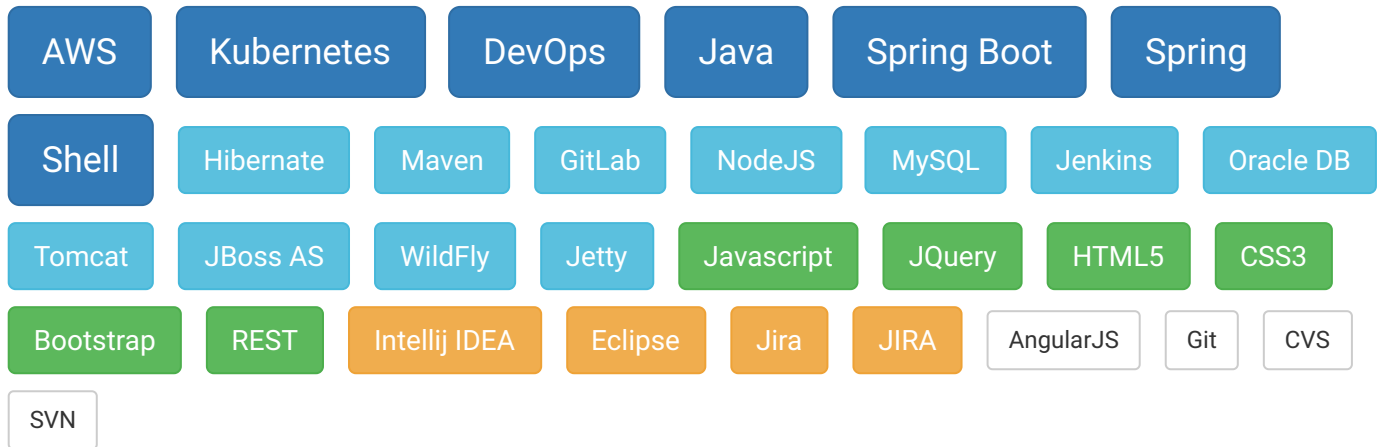 AWS Kubernetes DevOps Java Spring Boot Spring
Shell Hibernate Maven GitLab NodeJS MySQL Jenkins Oracle DB
Tomcat JBoss AS WildFly Jetty Javascript JQuery HTML5 CSS3
Bootstrap REST Intellij IDEA Eclipse Jira JIRA AngularJS Git CVS
SVN